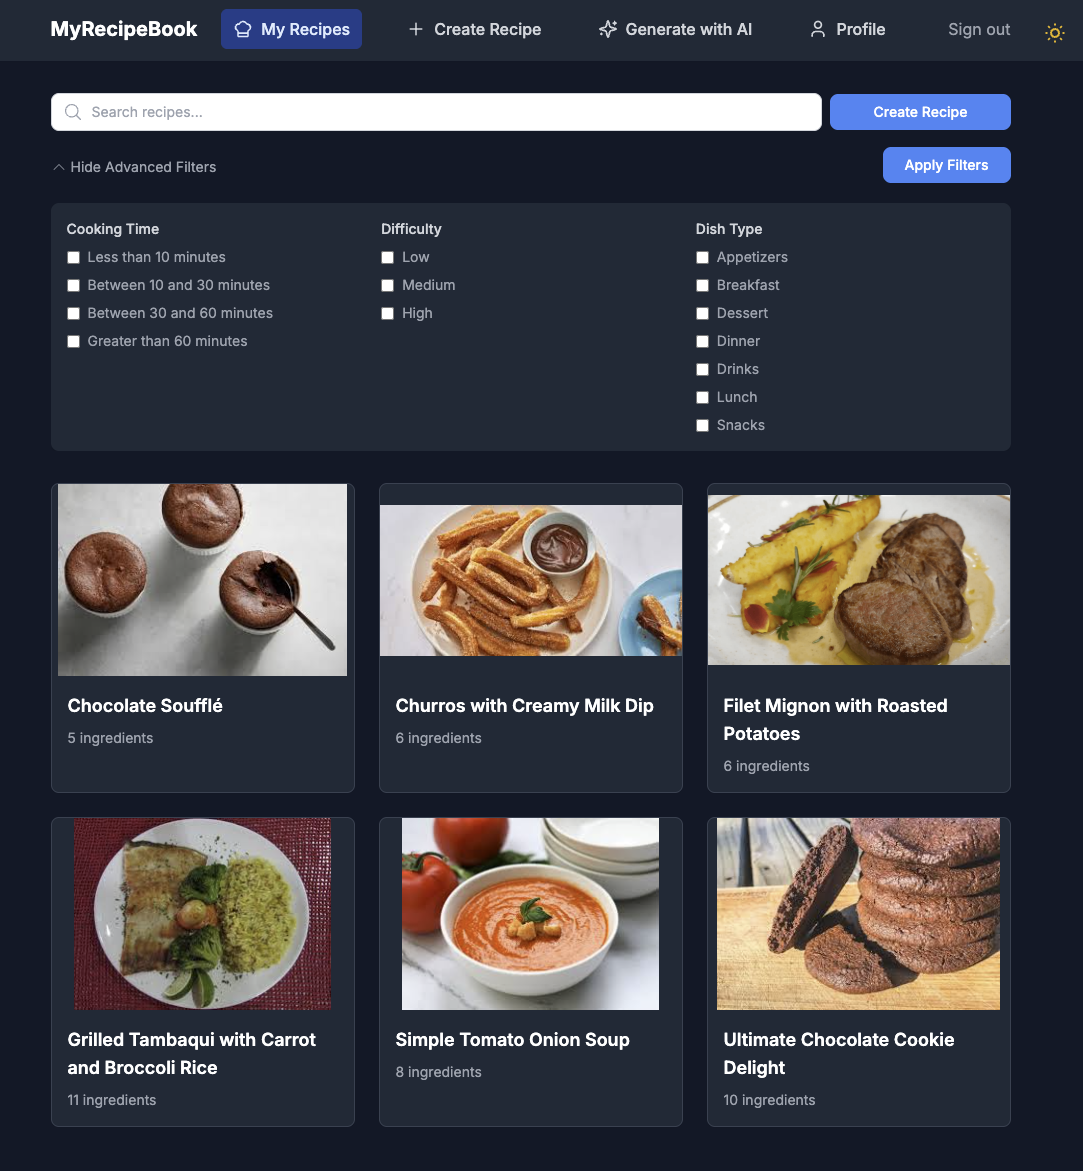 MyRecipeBook
My Recipes
Create Recipe
Generate with AI
Profile
Sign out
Search recipes...
Create Recipe
Hide Advanced Filters
Apply Filters
Cooking Time
Less than 10 minutes
Between 10 and 30 minutes
Between 30 and 60 minutes
Greater than 60 minutes
Difficulty
Low
Medium
High
Dish Type
Appetizers
Breakfast
Dessert
Dinner
Drinks
Lunch
Snacks
Chocolate Soufflé
5 ingredients
Churros with Creamy Milk Dip
6 ingredients
Filet Mignon with Roasted
Potatoes
6 ingredients
Grilled Tambaqui with Carrot
and Broccoli Rice
11 ingredients
Simple Tomato Onion Soup
8 ingredients
Ultimate Chocolate Cookie
Delight
10 ingredients